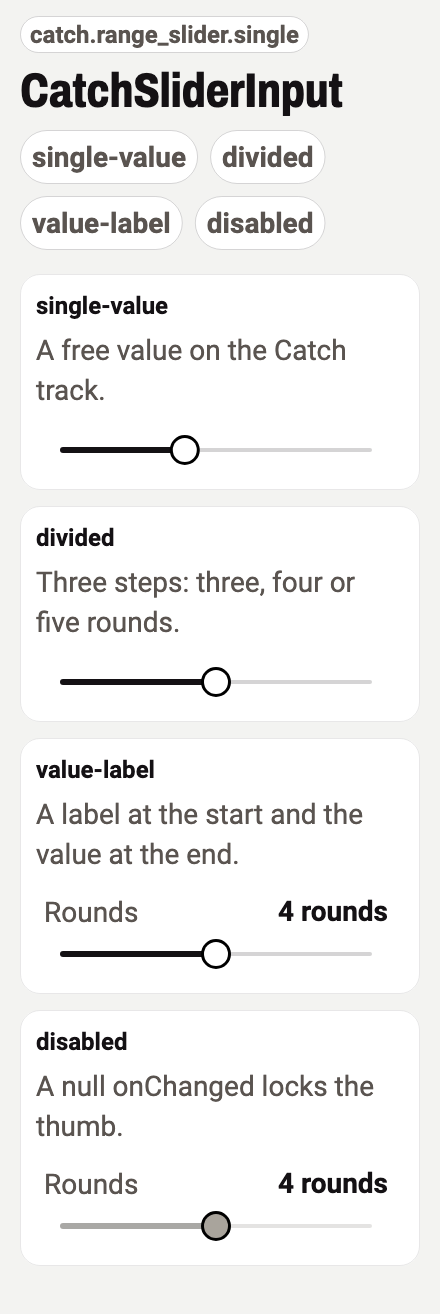 catch.range_slider.single
CatchSliderInput
single-value divided
value-label disabled
single-value
A free value on the Catch
track.
divided
Three steps: three, four or
five rounds.
value-label
A label at the start and the
value at the end.
Rounds 4 rounds
disabled
A null onChanged locks the
thumb.
Rounds 4 rounds